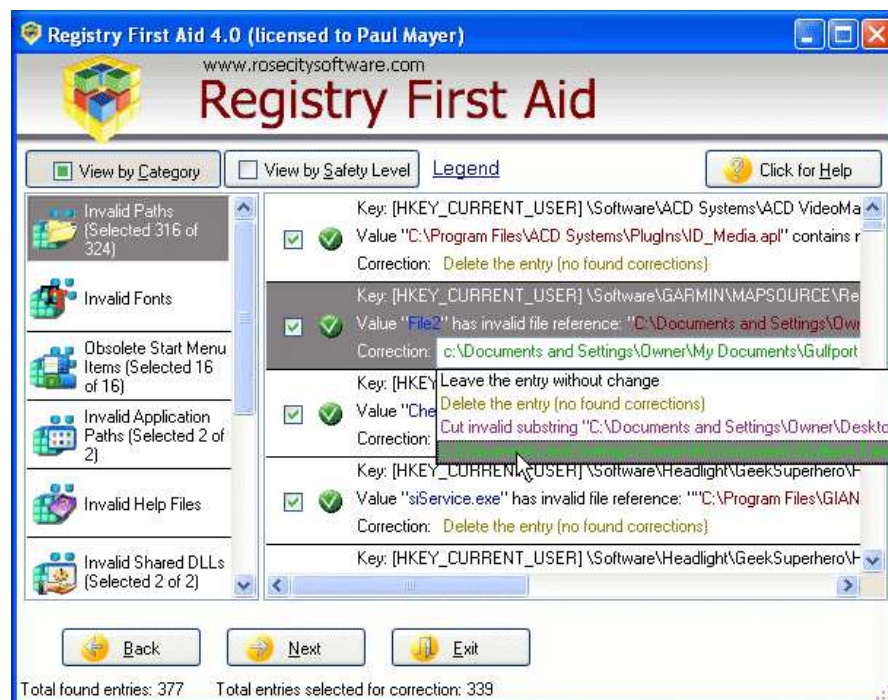 Registry First Aid 4.0 (licensed to Paul Mayer)
www.rosecitysoftware.com
Registry First Aid
View by Category
View by Safety Level
Legend
Click for Help
Invalid Paths
(Selected 316 of
324)
Invalid Fonts
Obsolete Start Menu
Items (Selected 16
of 16)
Invalid Application
Paths (Selected 2 of
2)
Invalid Help Files
Invalid Shared DLLs
(Selected 2 of 2)
Key: [HKEY_CURRENT_USER] \Software\ACD Systems\ACD VideoMa
Value "C:\Program Files\ACD Systems\PlugIns\ID_Media.apl" contains
Correction: Delete the entry (no found corrections)
Key: [HKEY_CURRENT_USER] \Software\GARMIN\MAPSOURCE\Re
Value "File2" has invalid file reference: "C:\Documents and Settings\Ow
Correction: c:\Documents and Settings\Owner\My Documents\Gulfport
Key: [HKEY
Leave the entry without change
Value "Che
Delete the entry (no found corrections)
Cut invalid substring "C:\Documents and Settings\Owner\Deskto
Correction:
Key: [HKEY_CURRENT_USER] \Software\Headlight\GeekSuperhero\H
Value "siService.exe" has invalid file reference: ""C:\Program Files\GIAN
Correction: Delete the entry (no found corrections)
Key: [HKEY_CURRENT_USER] \Software\Headlight\GeekSuperhero\H
Back
Next
Exit
Total found entries: 377 Total entries selected for correction: 339